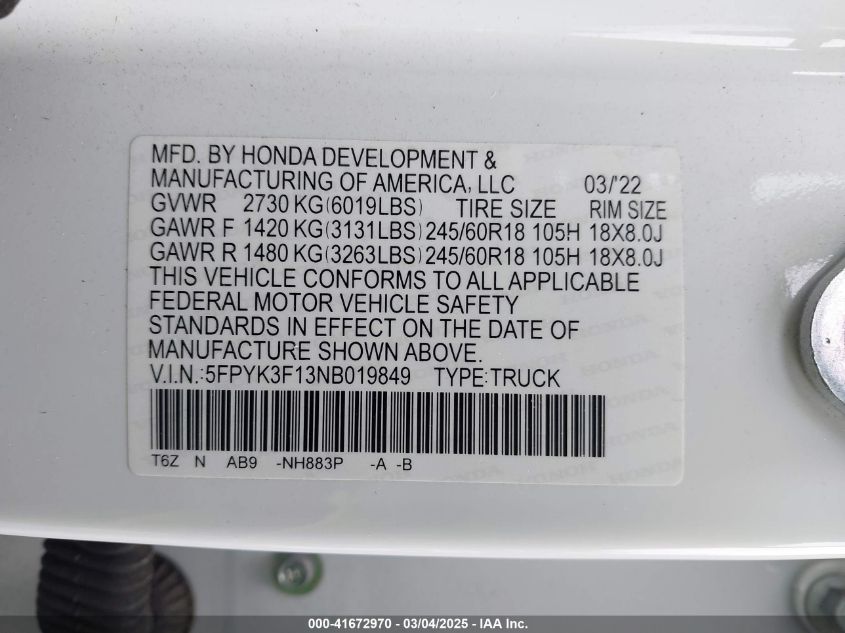 MFD. BY HONDA DEVELOPMENT &
MANUFACTURING OF AMERICA, LLC 03/'22
GVWR 2730 KG(6019LBS) TIRE SIZE RIM SIZE
GAWR F 1420 KG(3131LBS) 245/60R18 105H 18X8.0J
GAWR R 1480 KG(3263LBS) 245/60R18 105H 18X8.0J
THIS VEHICLE CONFORMS TO ALL APPLICABLE
FEDERAL MOTOR VEHICLE SAFETY
STANDARDS IN EFFECT ON THE DATE OF
MANUFACTURE SHOWN ABOVE.
V.I.N.:5FPYK3F13NB019849 TYPE:TRUCK
T6Z N AB9 -NH883P -A -B
000-41672970 — 03/04/2025 - IAA Inc.